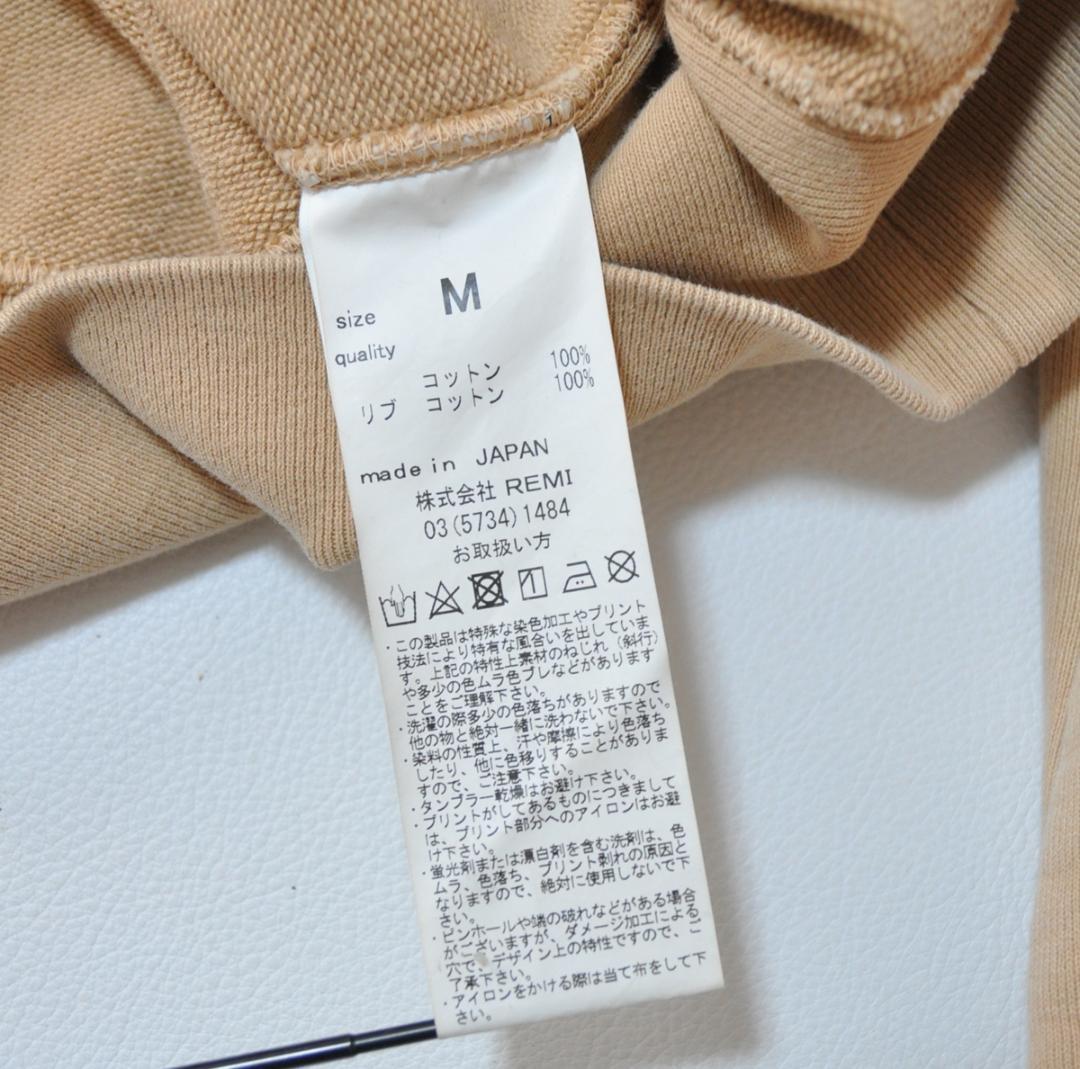 size M
quality
コットン 100%
リブ コットン 100%
made in JAPAN
株式会社 REMI
03(5734)1484
お取扱い方
・この製品は特殊な染色加工やプリント
技法により特有な風合いを出していま
す。上記の特性上素材のねじれ（斜行）
や多少の色ムラ色ブレなどがあります
ことをご理解下さい。
・洗濯の際多少の色落ちがありますので
他の物と絶対一緒に洗わないで下さい。
・染料の性質上、汗や摩擦により色落ち
したり、他に色移りすることがありま
すので、ご注意下さい。
・タンブラー乾燥はお避け下さい。
・プリントがしてあるものにつきまして
は、プリント部分へのアイロンはお避
け下さい。
・蛍光剤または漂白剤を含む洗剤は、色
ムラ、色落ち、プリント剥れの原因と
なりますので、絶対に使用しないで下
さい。
・ピンホールや端の破れなどがある場合
がございますが、ダメージ加工による
穴で、デザイン上の特性ですので、ご
了承下さい。
・アイロンをかける際は当て布をして下
さい。